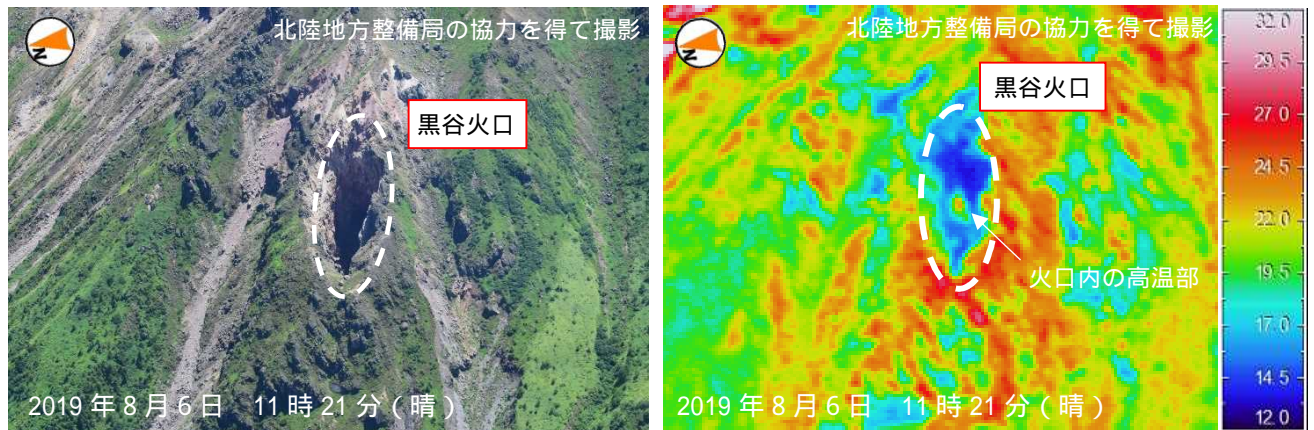 N
北陸地方整備局の協力を得て撮影
黒谷火口
2019年8月6日　11時21分（晴）
N
北陸地方整備局の協力を得て撮影
黒谷火口
火口内の高温部
2019年8月6日　11時21分（晴）
32.0
29.5
27.0
24.5
22.0
19.5
17.0
14.5
12.0